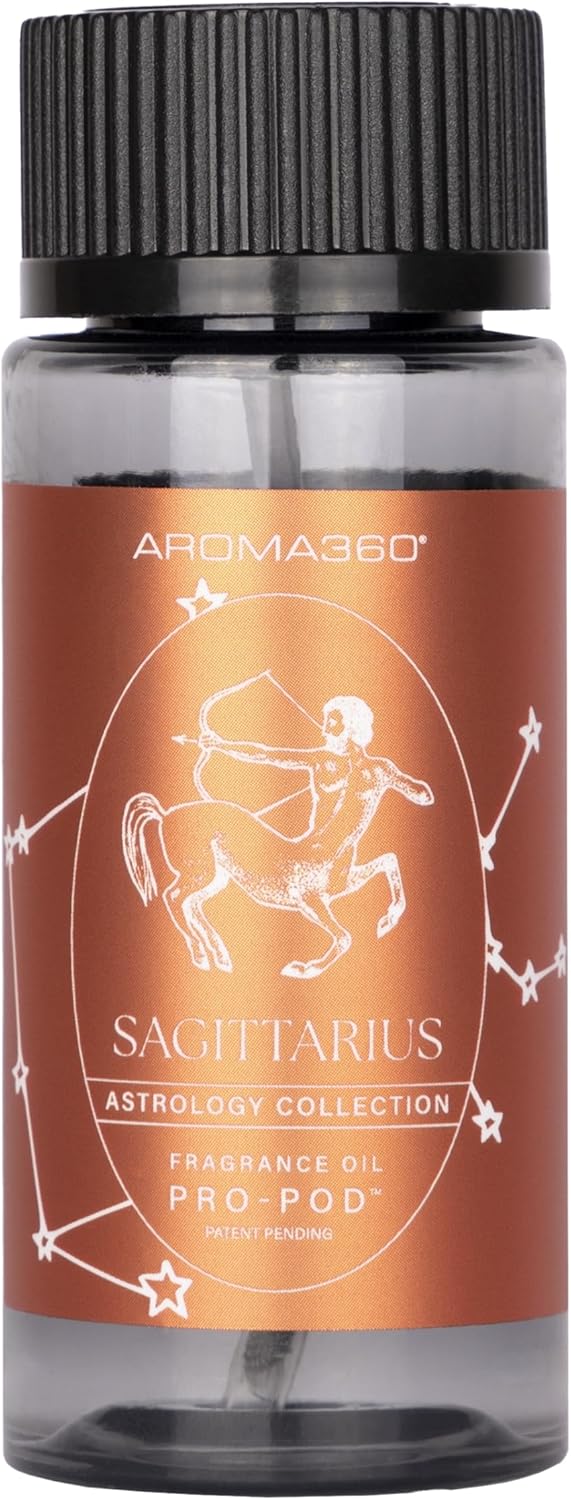 AROMA360®
SAGITTARIUS
ASTROLOGY COLLECTION
FRAGRANCE OIL
PRO-POD™
PATENT PENDING